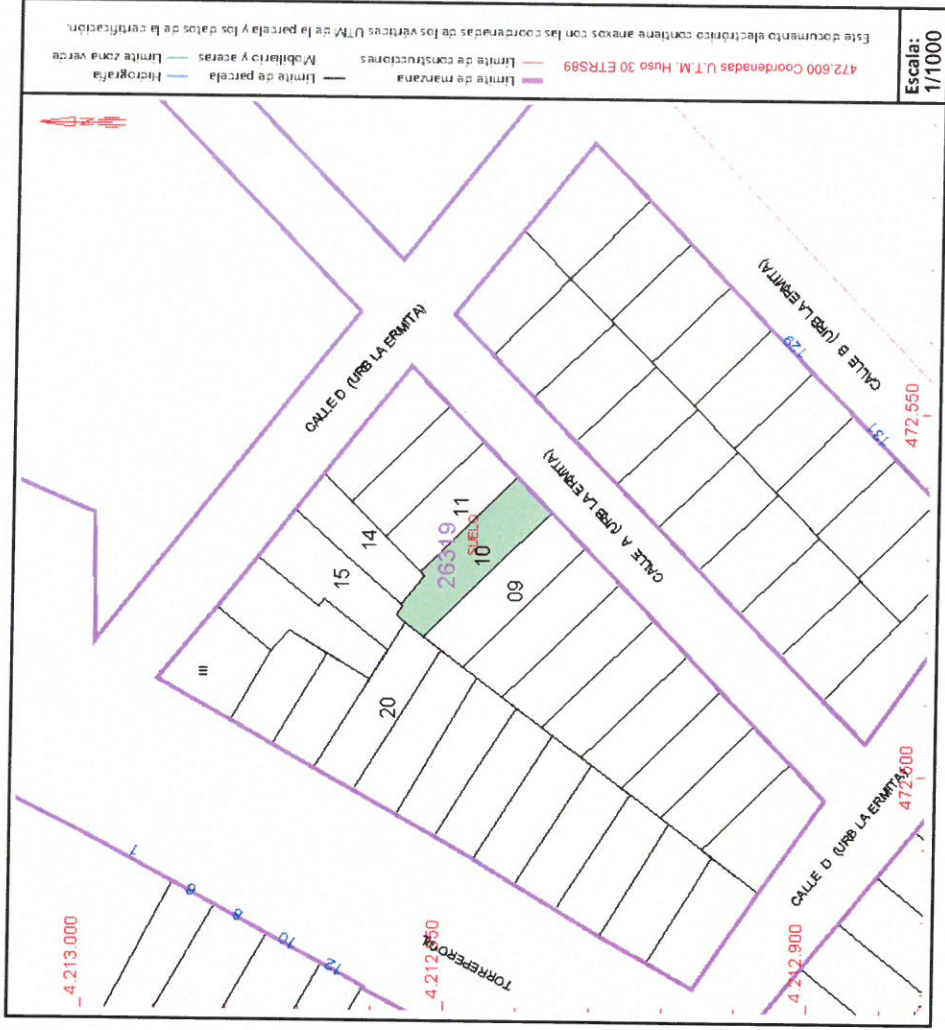 Este documento electrónico contiene anexos con las coordenadas de los vértices UTM de la parcela y los datos de la certificación.
472.600 Coordenadas U.T.M. Huso 30 ETRS89
Límite de manzana
Límite de construcciones
Límite de parcela
Mobiliario y aceras
Hidrografía
Límite zona verde
Escala:
1/1000
N
CALLE D (URB LA ERMITA)
4.213.000
1
6
8
10
12
III
15
14
26319
11
SUELO
10
09
20
CALLE A (URB LA ERMITA)
129
CALLE B (URB LA ERMITA)
131
472.550
TORREPEROGIL
CALLE D (URB LA ERMITA)
472.600
4.212.900